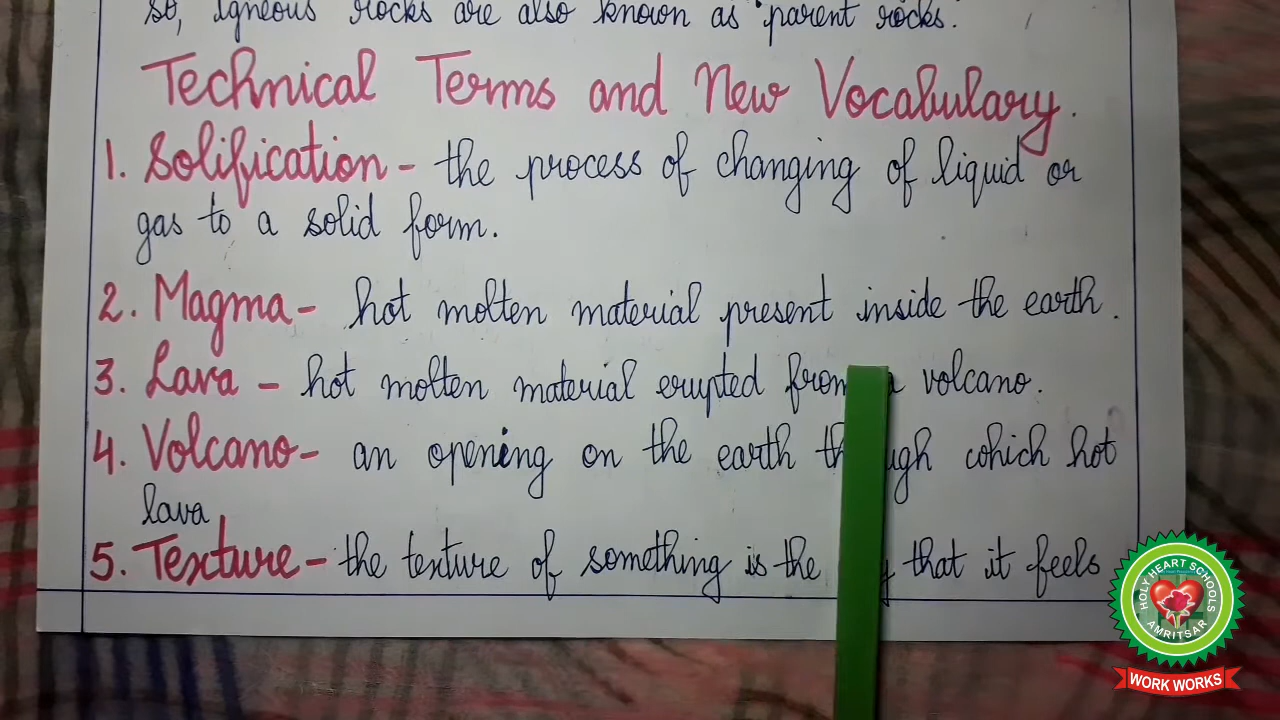 so, igneous rocks are also known as 'parent rocks.
Technical Terms and New Vocabulary.
1. Solification - the process of changing of liquid or
gas to a solid form.
2. Magma - hot molten material present inside the earth.
3. Lava - hot molten material erupted from a volcano.
4. Volcano - an opening on the earth through which hot
lava
5. Texture - the texture of something is the that it feels
HOLY HEART SCHOOLS
AMRITSAR
WORK WORKS